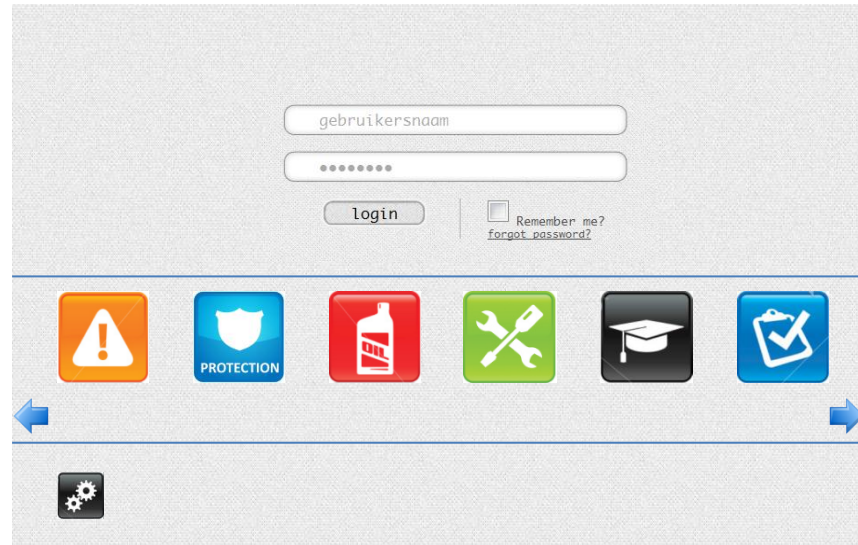 gebruikersnaam
login
Remember me?
forgot password?
PROTECTION
OIL